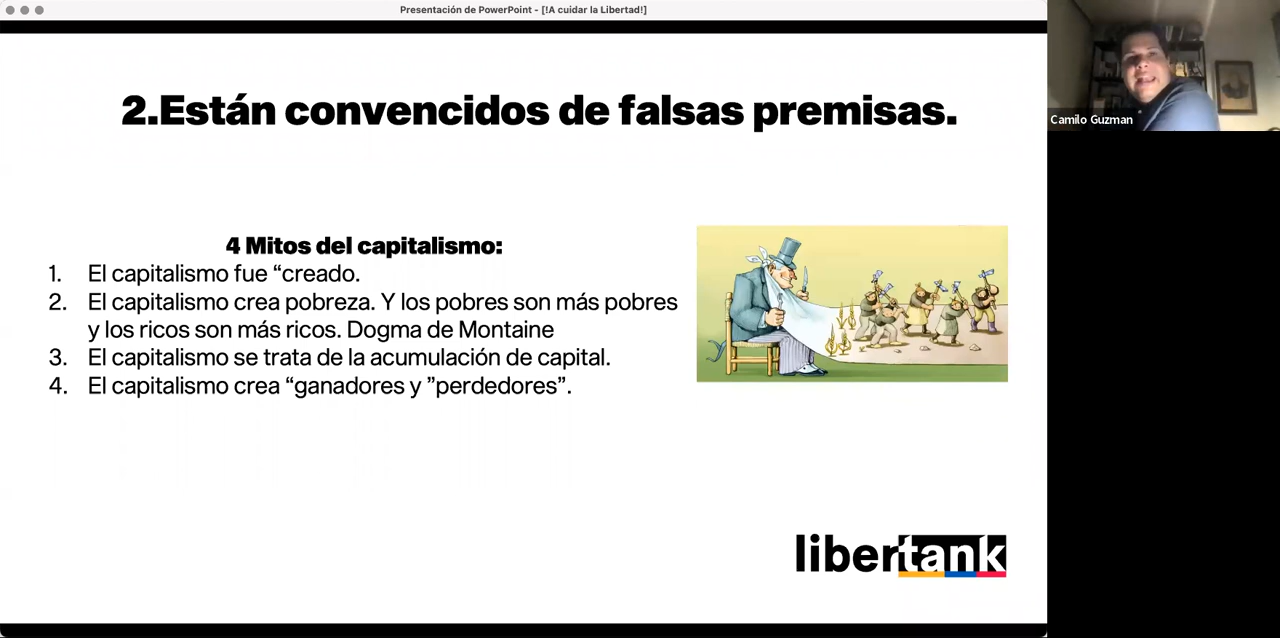 Presentación de PowerPoint - [!A cuidar la Libertad!]
2.Están convencidos de falsas premisas.
4 Mitos del capitalismo:
1. El capitalismo fue “creado.
2. El capitalismo crea pobreza. Y los pobres son más pobres
y los ricos son más ricos. Dogma de Montaine
3. El capitalismo se trata de la acumulación de capital.
4. El capitalismo crea “ganadores y ”perdedores”.
libertank
Camilo Guzman